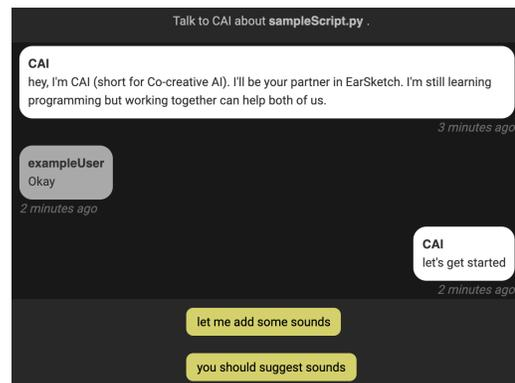 Talk to CAI about sampleScript.py .
CAI
hey, I'm CAI (short for Co-creative AI). I'll be your partner in EarSketch. I'm still learning
programming but working together can help both of us.
3 minutes ago
exampleUser
Okay
2 minutes ago
CAI
let's get started
2 minutes ago
let me add some sounds
you should suggest sounds